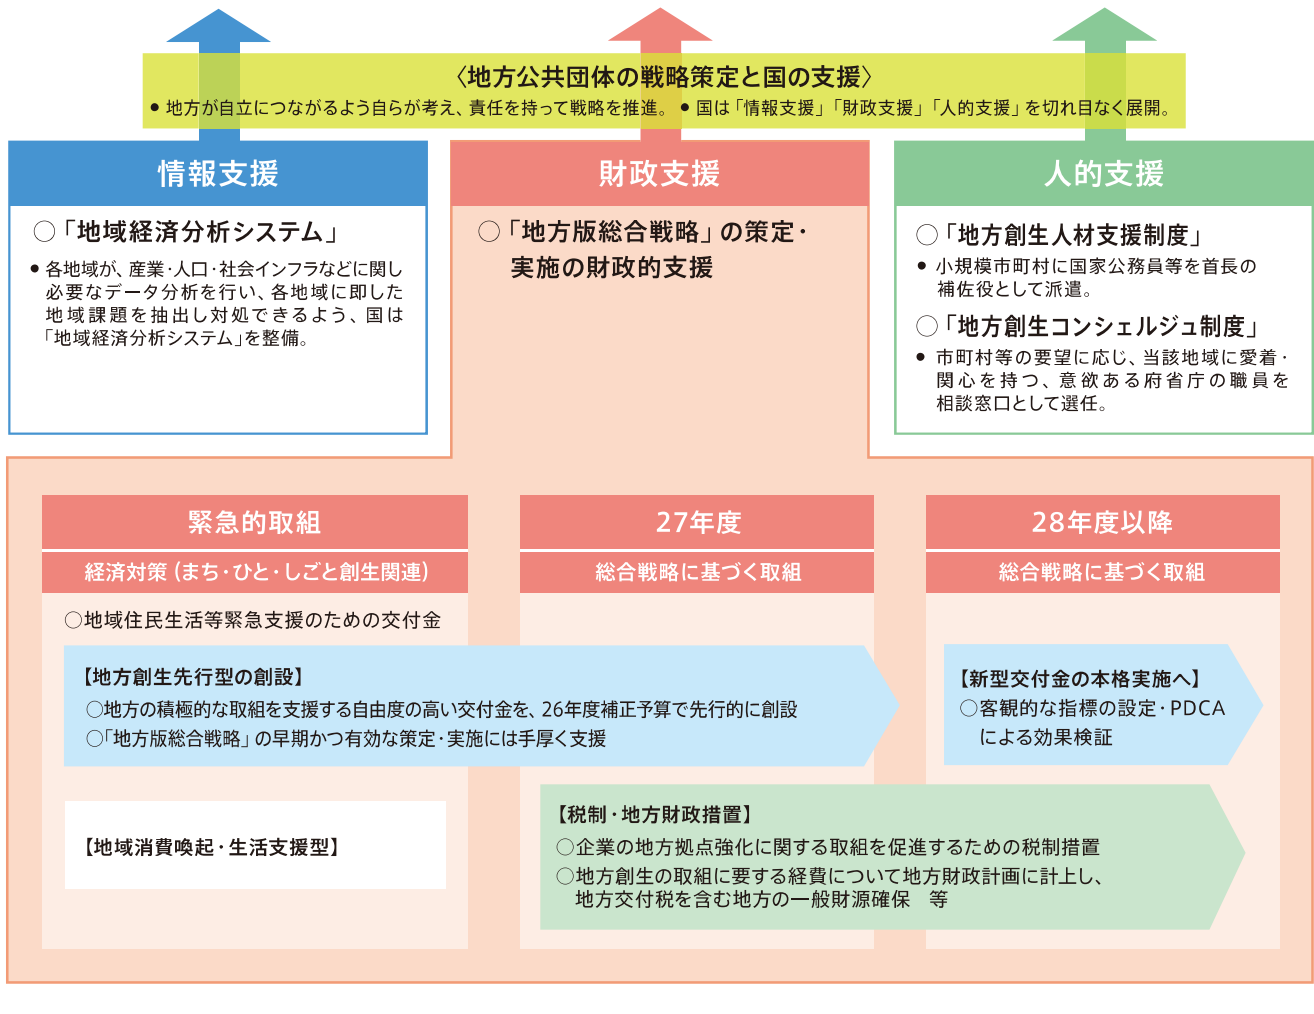 〈地方公共団体の戦略策定と国の支援〉
● 地方が自立につながるよう自らが考え、責任を持って戦略を推進。 ● 国は「情報支援」「財政支援」「人的支援」を切れ目なく展開。
情報支援
○「地域経済分析システム」
● 各地域が、産業・人口・社会インフラなどに関し
必要なデータ分析を行い、各地域に即した
地域課題を抽出し対処できるよう、国は
「地域経済分析システム」を整備。
財政支援
○「地方版総合戦略」の策定・
実施の財政的支援
人的支援
○「地方創生人材支援制度」
● 小規模市町村に国家公務員等を首長の
補佐役として派遣。
○「地方創生コンシェルジュ制度」
● 市町村等の要望に応じ、当該地域に愛着・
関心を持つ、意欲ある府省庁の職員を
相談窓口として選任。
緊急的取組
経済対策(まち・ひと・しごと創生関連)
○地域住民生活等緊急支援のための交付金
【地方創生先行型の創設】
○地方の積極的な取組を支援する自由度の高い交付金を、26年度補正予算で先行的に創設
○「地方版総合戦略」の早期かつ有効な策定・実施には手厚く支援
【地域消費喚起・生活支援型】
27年度
総合戦略に基づく取組
28年度以降
総合戦略に基づく取組
【新型交付金の本格実施へ】
○客観的な指標の設定・PDCA
による効果検証
【税制・地方財政措置】
○企業の地方拠点強化に関する取組を促進するための税制措置
○地方創生の取組に要する経費について地方財政計画に計上し、
地方交付税を含む地方の一般財源確保　等